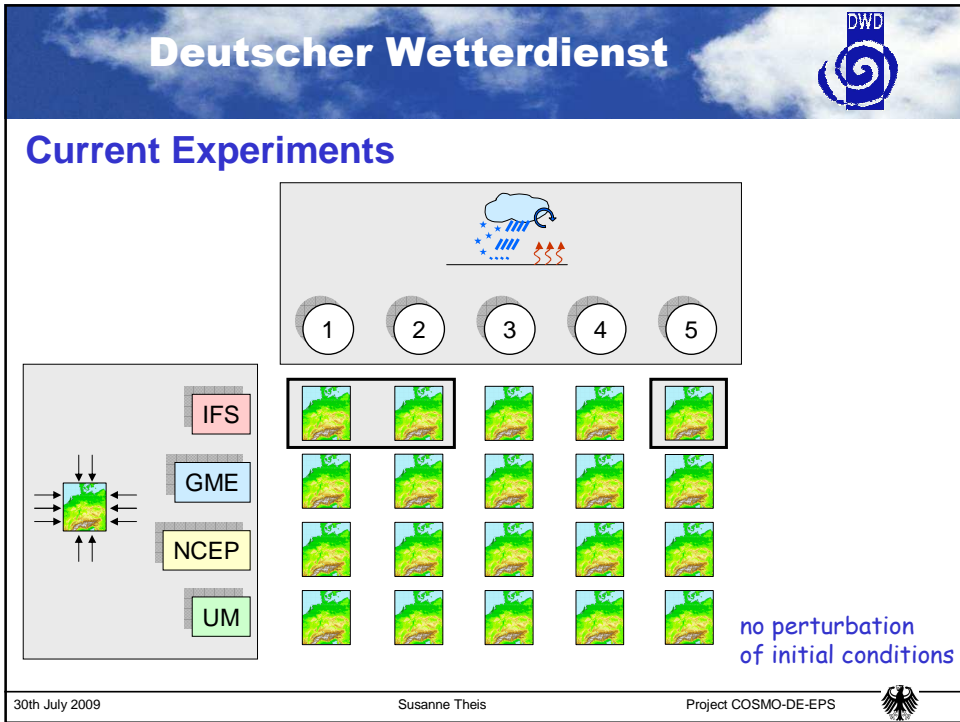 Deutscher Wetterdienst
DWD
Current Experiments
1 2 3 4 5
IFS
GME
NCEP
UM
no perturbation
of initial conditions
30th July 2009 Susanne Theis Project COSMO-DE-EPS